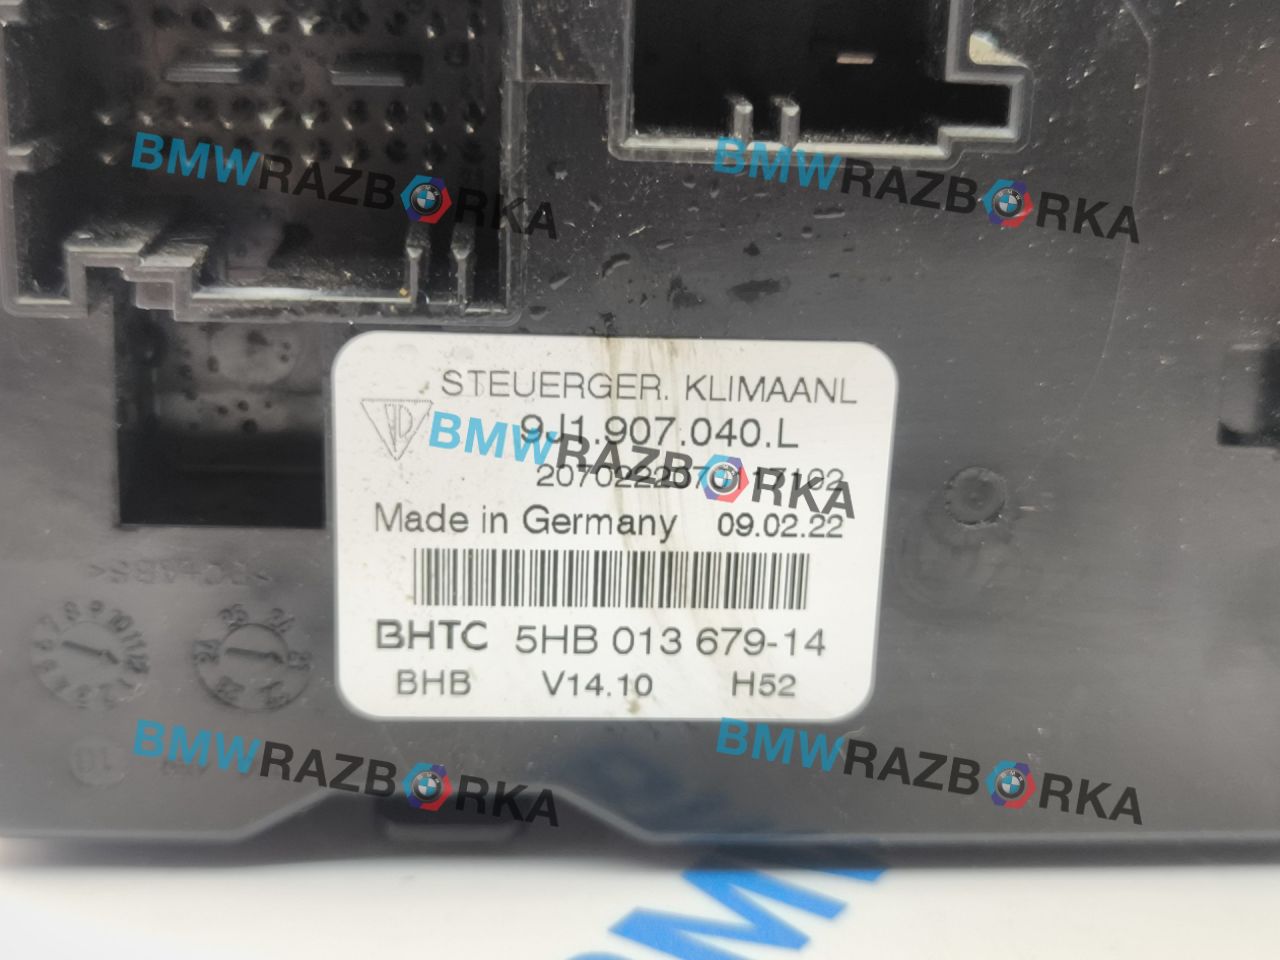 BMWRAZBORKA
BMWRAZBORKA
STEUERGER. KLIMAANL
9J1.907.040.L
BMWRAZBORKA
Made in Germany 09.02.22
BHTC 5HB 013 679-14
BHB V14.10 H52
BMWRAZBORKA
BMWRAZBORKA